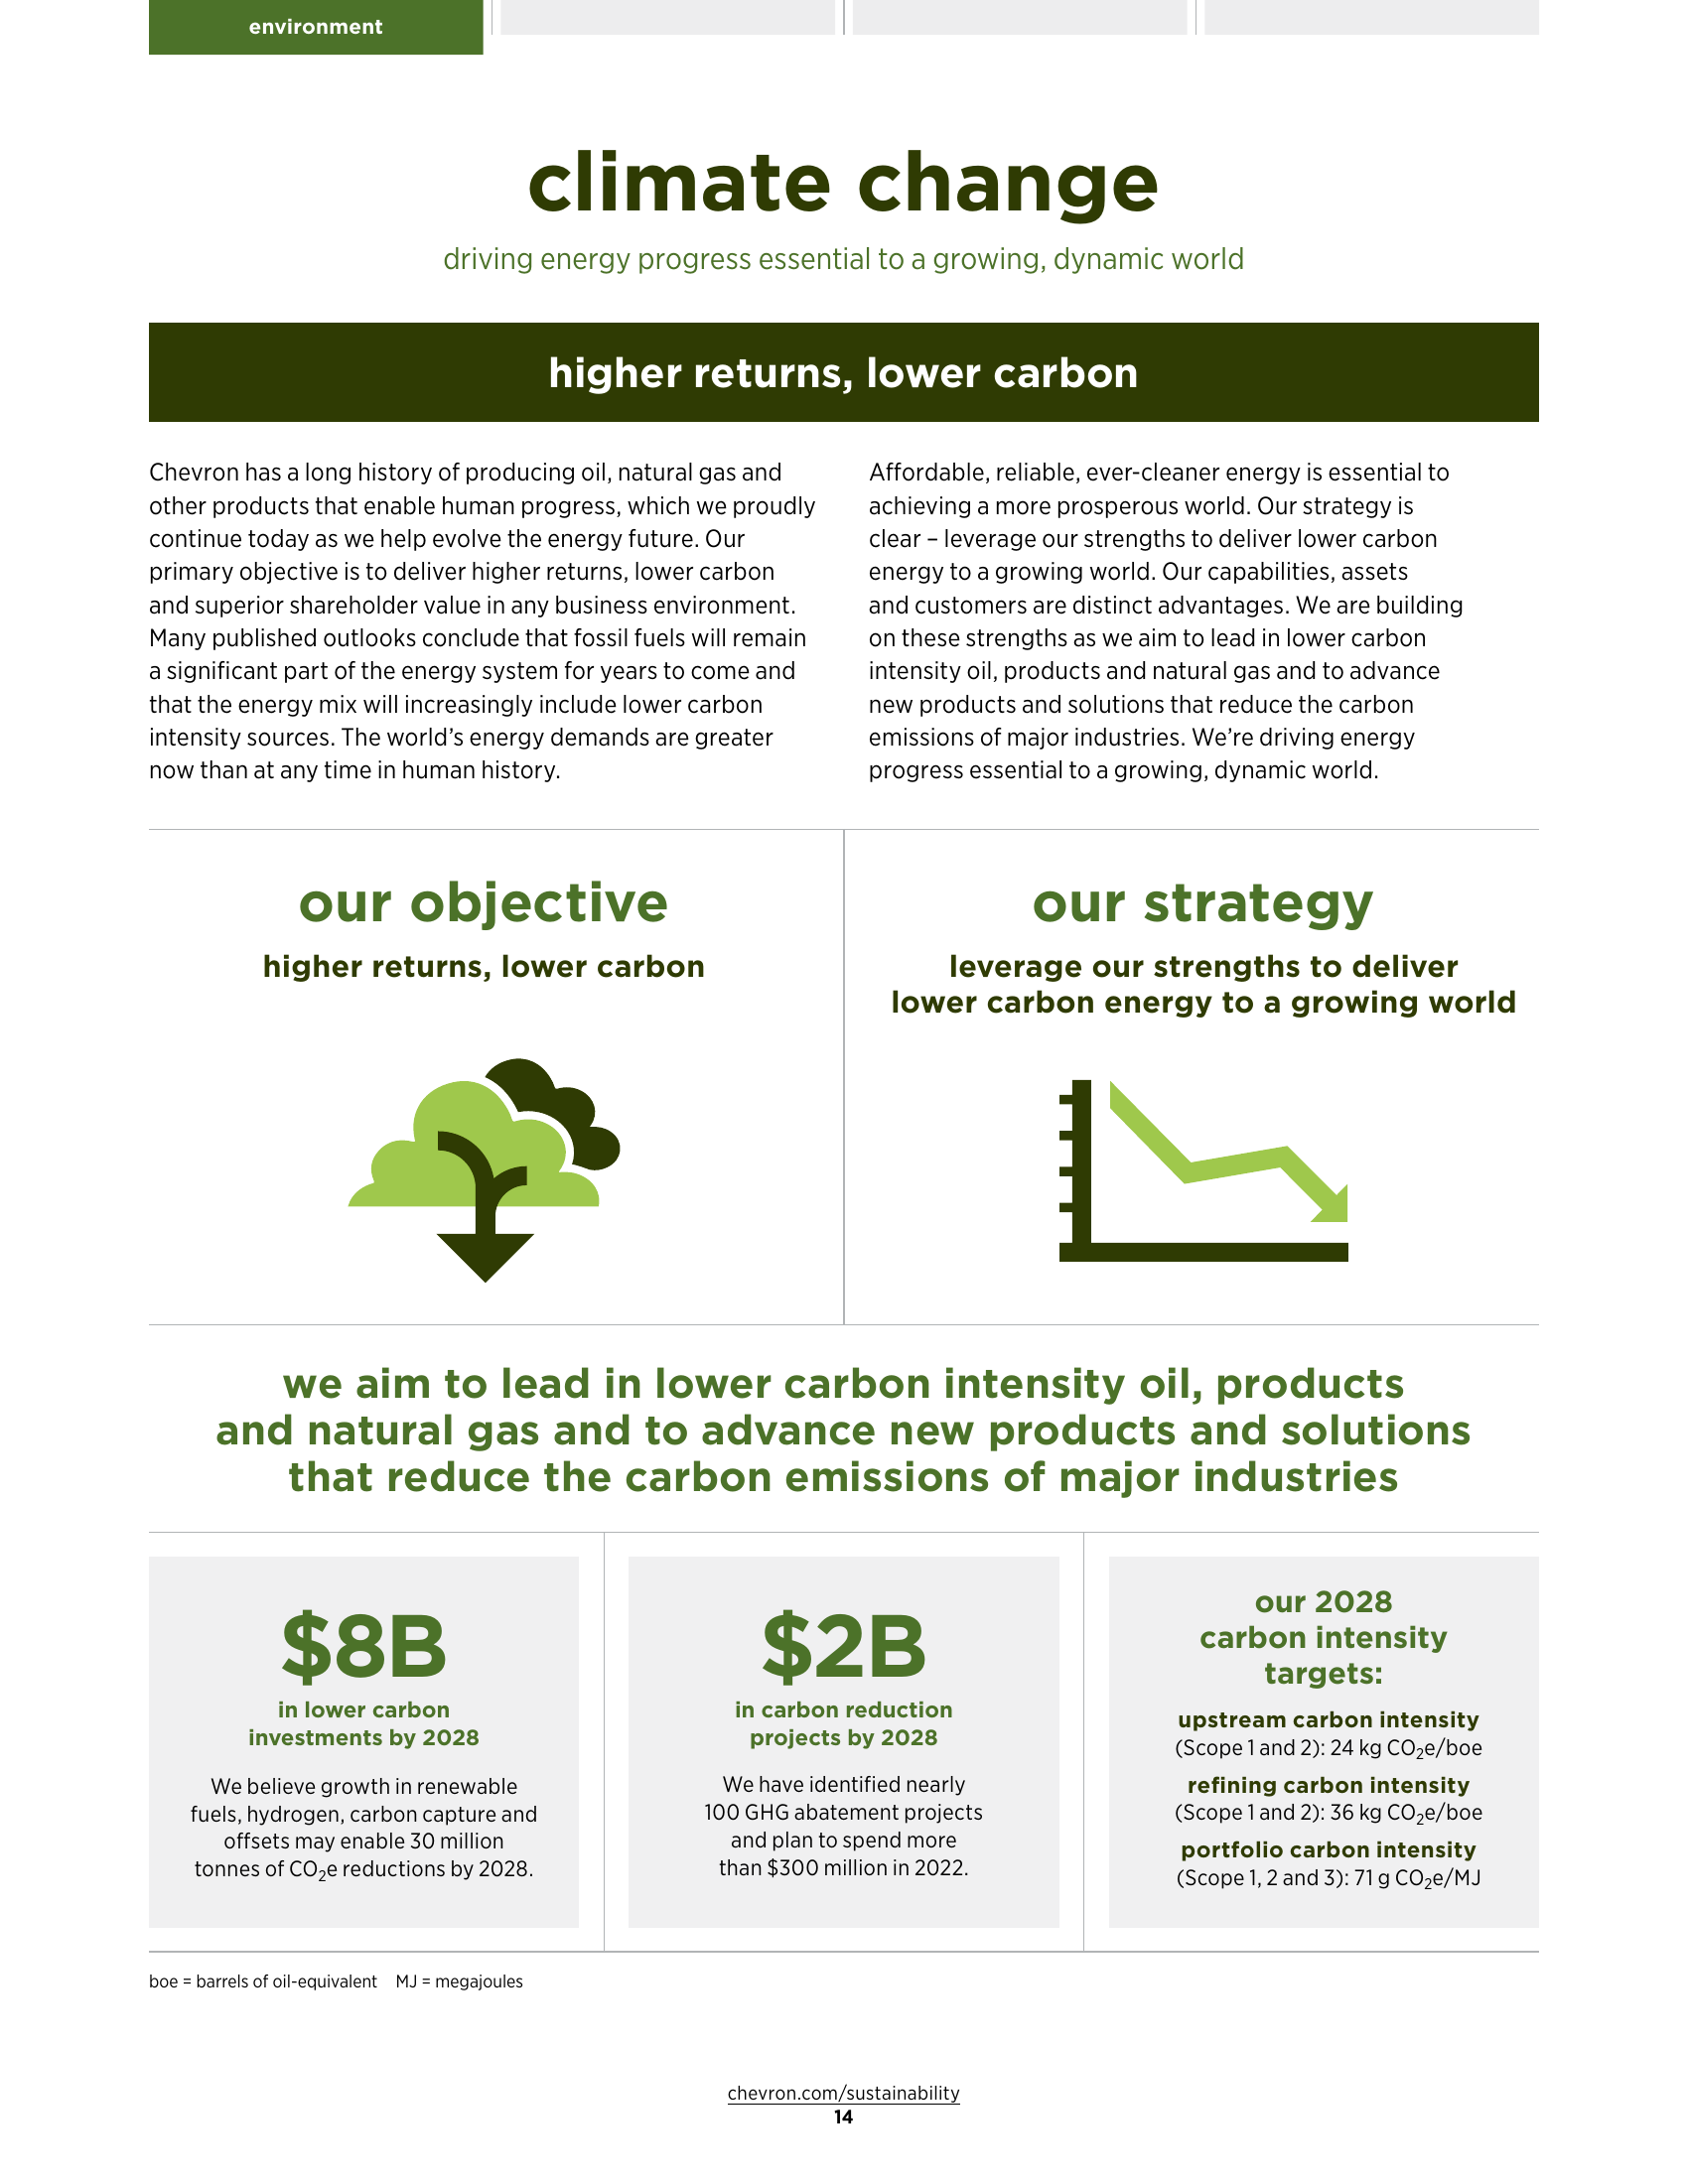 environment
climate change
driving energy progress essential to a growing, dynamic world
higher returns, lower carbon
Chevron has a long history of producing oil, natural gas and
other products that enable human progress, which we proudly
continue today as we help evolve the energy future. Our
primary objective is to deliver higher returns, lower carbon
and superior shareholder value in any business environment.
Many published outlooks conclude that fossil fuels will remain
a significant part of the energy system for years to come and
that the energy mix will increasingly include lower carbon
intensity sources. The world’s energy demands are greater
now than at any time in human history.
Affordable, reliable, ever-cleaner energy is essential to
achieving a more prosperous world. Our strategy is
clear – leverage our strengths to deliver lower carbon
energy to a growing world. Our capabilities, assets
and customers are distinct advantages. We are building
on these strengths as we aim to lead in lower carbon
intensity oil, products and natural gas and to advance
new products and solutions that reduce the carbon
emissions of major industries. We’re driving energy
progress essential to a growing, dynamic world.
our objective
higher returns, lower carbon
our strategy
leverage our strengths to deliver
lower carbon energy to a growing world
we aim to lead in lower carbon intensity oil, products
and natural gas and to advance new products and solutions
that reduce the carbon emissions of major industries
$8B
in lower carbon
investments by 2028
We believe growth in renewable
fuels, hydrogen, carbon capture and
offsets may enable 30 million
tonnes of CO₂e reductions by 2028.
$2B
in carbon reduction
projects by 2028
We have identified nearly
100 GHG abatement projects
and plan to spend more
than $300 million in 2022.
our 2028
carbon intensity
targets:
upstream carbon intensity
(Scope 1 and 2): 24 kg CO₂e/boe
refining carbon intensity
(Scope 1 and 2): 36 kg CO₂e/boe
portfolio carbon intensity
(Scope 1, 2 and 3): 71 g CO₂e/MJ
boe = barrels of oil-equivalent MJ = megajoules
chevron.com/sustainability
14